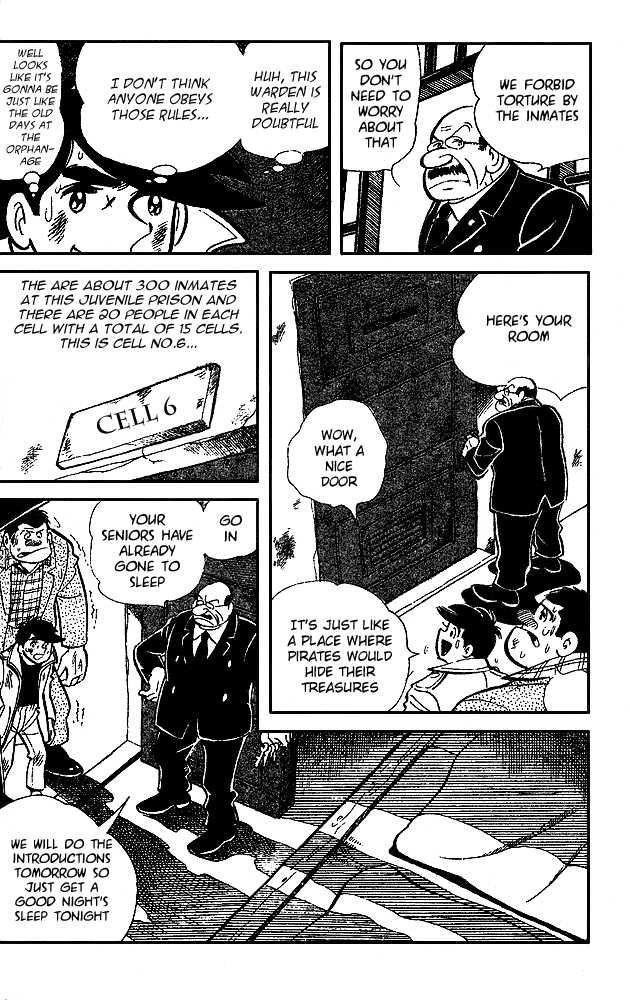 WE FORBID
TORTURE BY
THE INMATES
SO YOU
DON'T
NEED TO
WORRY
ABOUT
THAT
HUH, THIS
WARDEN IS
REALLY
DOUBTFUL
I DON'T THINK
ANYONE OBEYS
THOSE RULES...
WELL
LOOKS
LIKE IT'S
GONNA BE
JUST LIKE
THE OLD
DAYS AT
THE
ORPHAN-
AGE
HERE'S YOUR
ROOM
WOW,
WHAT A
NICE
DOOR
IT'S JUST LIKE
A PLACE WHERE
PIRATES WOULD
HIDE THEIR
TREASURES
THE ARE ABOUT 300 INMATES
AT THIS JUVENILE PRISON AND
THERE ARE 20 PEOPLE IN EACH
CELL WITH A TOTAL OF 15 CELLS.
THIS IS CELL NO.6...
CELL 6
GO
IN
YOUR
SENIORS HAVE
ALREADY
GONE TO
SLEEP
WE WILL DO THE
INTRODUCTIONS
TOMORROW SO
JUST GET A
GOOD NIGHT'S
SLEEP TONIGHT